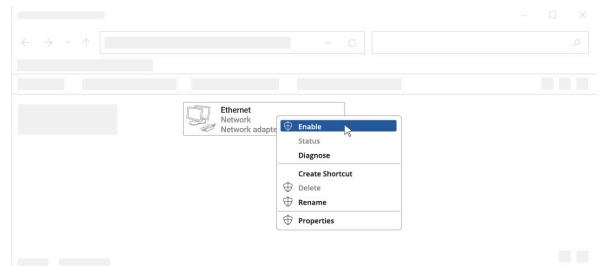 Ethernet
Network
Network adapte
Enable
Status
Diagnose
Create Shortcut
Delete
Rename
Properties